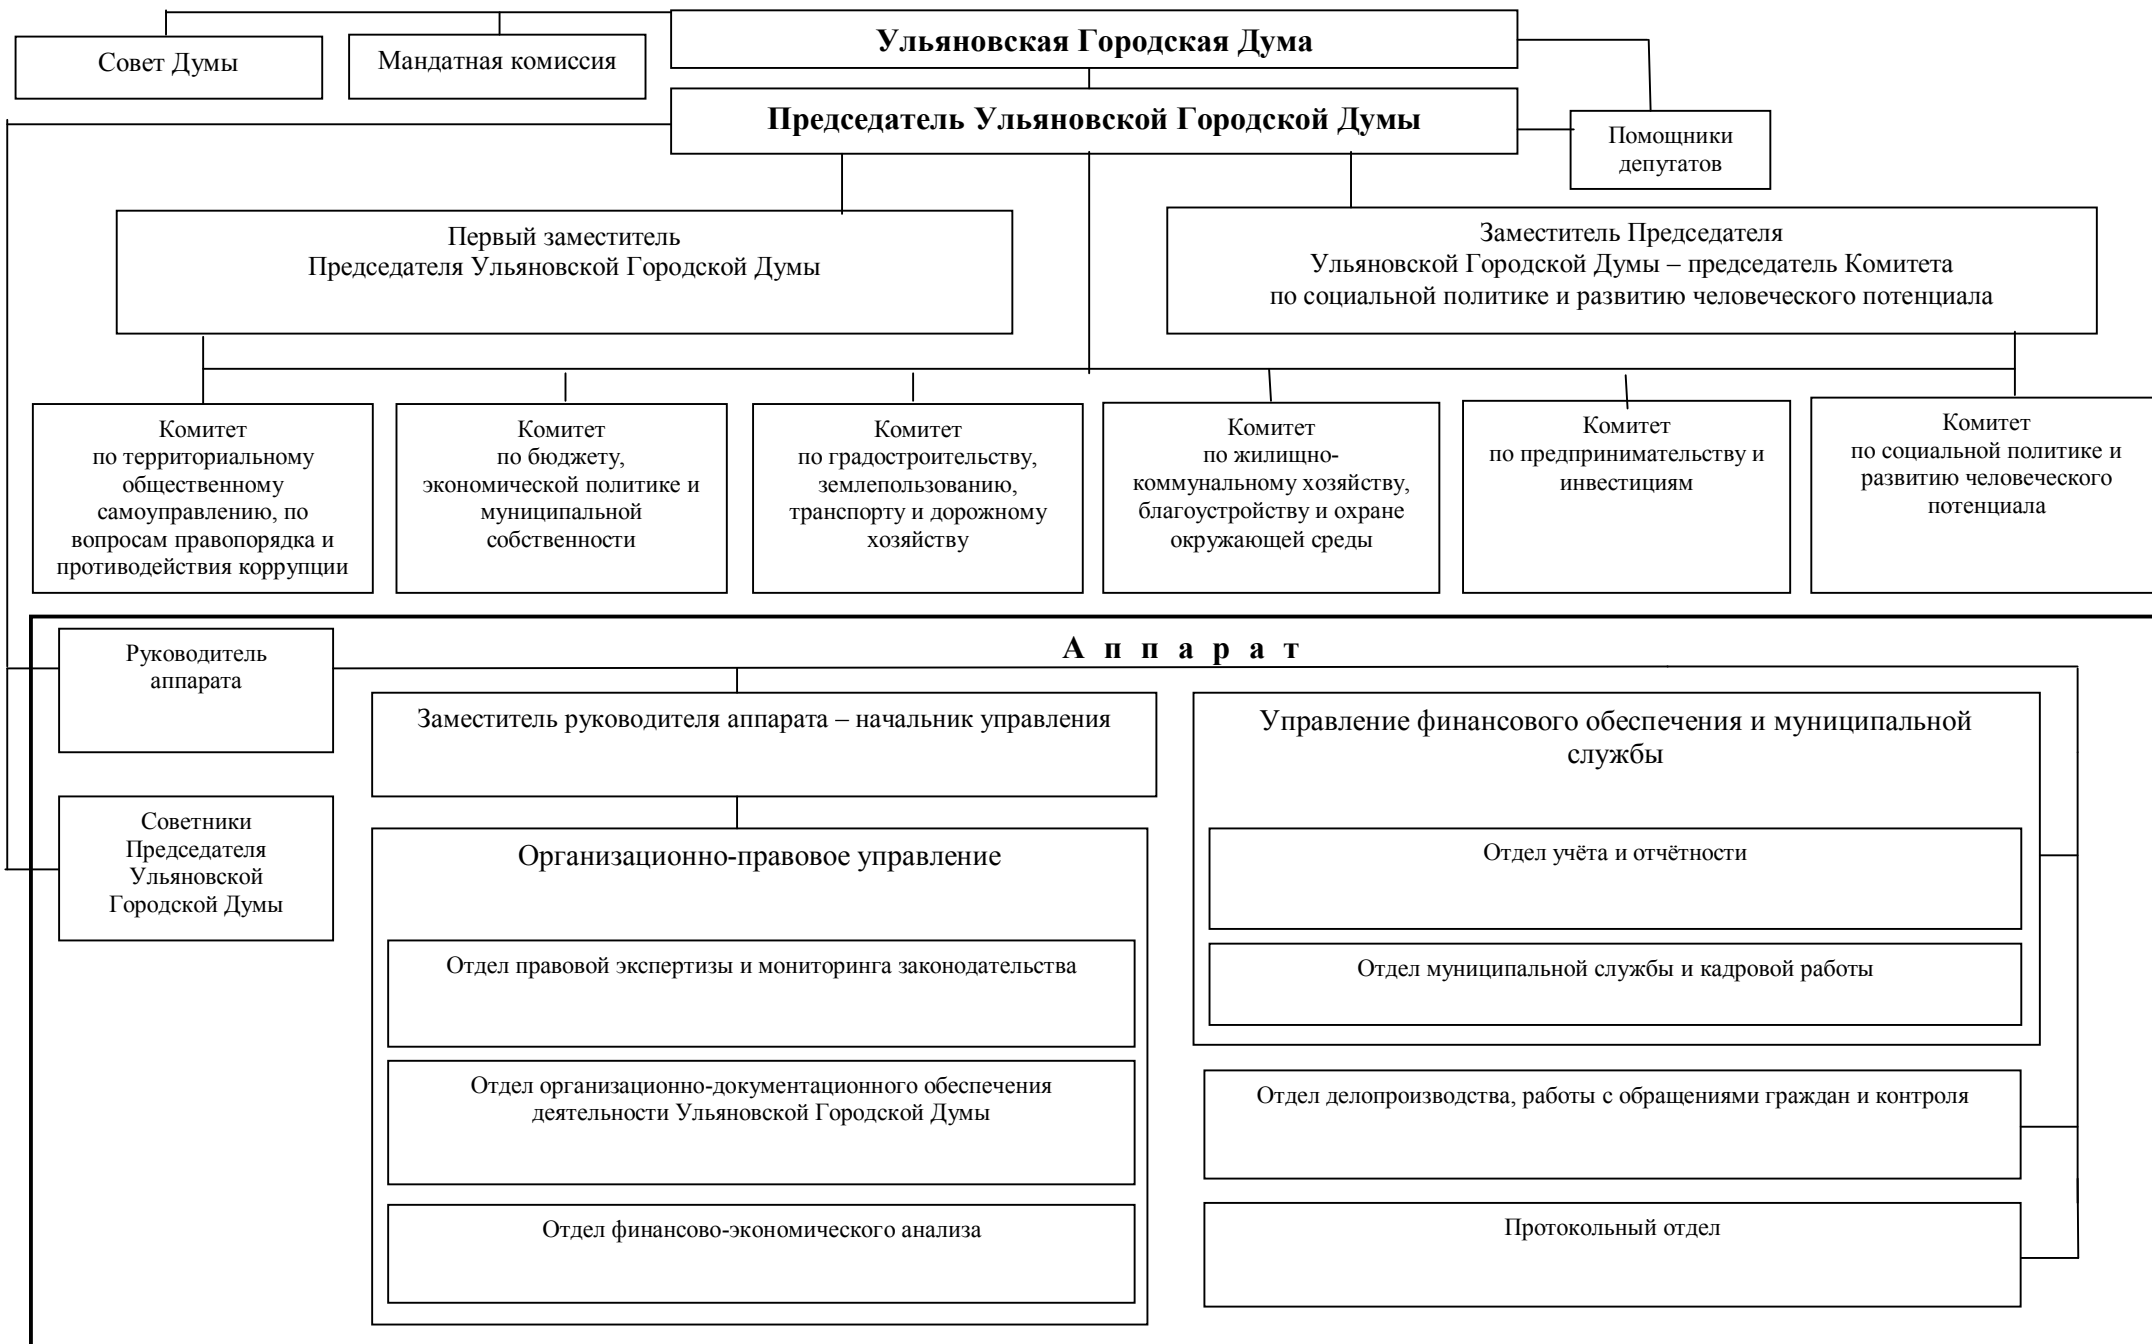 Ульяновская Городская Дума
Совет Думы
Мандатная комиссия
Председатель Ульяновской Городской Думы
Помощники
депутатов
Первый заместитель
Председателя Ульяновской Городской Думы
Заместитель Председателя
Ульяновской Городской Думы – председатель Комитета
по социальной политике и развитию человеческого потенциала
Комитет
по территориальному
общественному
самоуправлению, по
вопросам правопорядка и
противодействия коррупции
Комитет
по бюджету,
экономической политике и
муниципальной
собственности
Комитет
по градостроительству,
землепользованию,
транспорту и дорожному
хозяйству
Комитет
по жилищно-
коммунальному хозяйству,
благоустройству и охране
окружающей среды
Комитет
по предпринимательству и
инвестициям
Комитет
по социальной политике и
развитию человеческого
потенциала
А п п а р а т
Руководитель
аппарата
Советники
Председателя
Ульяновской
Городской Думы
Заместитель руководителя аппарата – начальник управления
Организационно-правовое управление
Отдел правовой экспертизы и мониторинга законодательства
Отдел организационно-документационного обеспечения
деятельности Ульяновской Городской Думы
Отдел финансово-экономического анализа
Управление финансового обеспечения и муниципальной
службы
Отдел учёта и отчётности
Отдел муниципальной службы и кадровой работы
Отдел делопроизводства, работы с обращениями граждан и контроля
Протокольный отдел